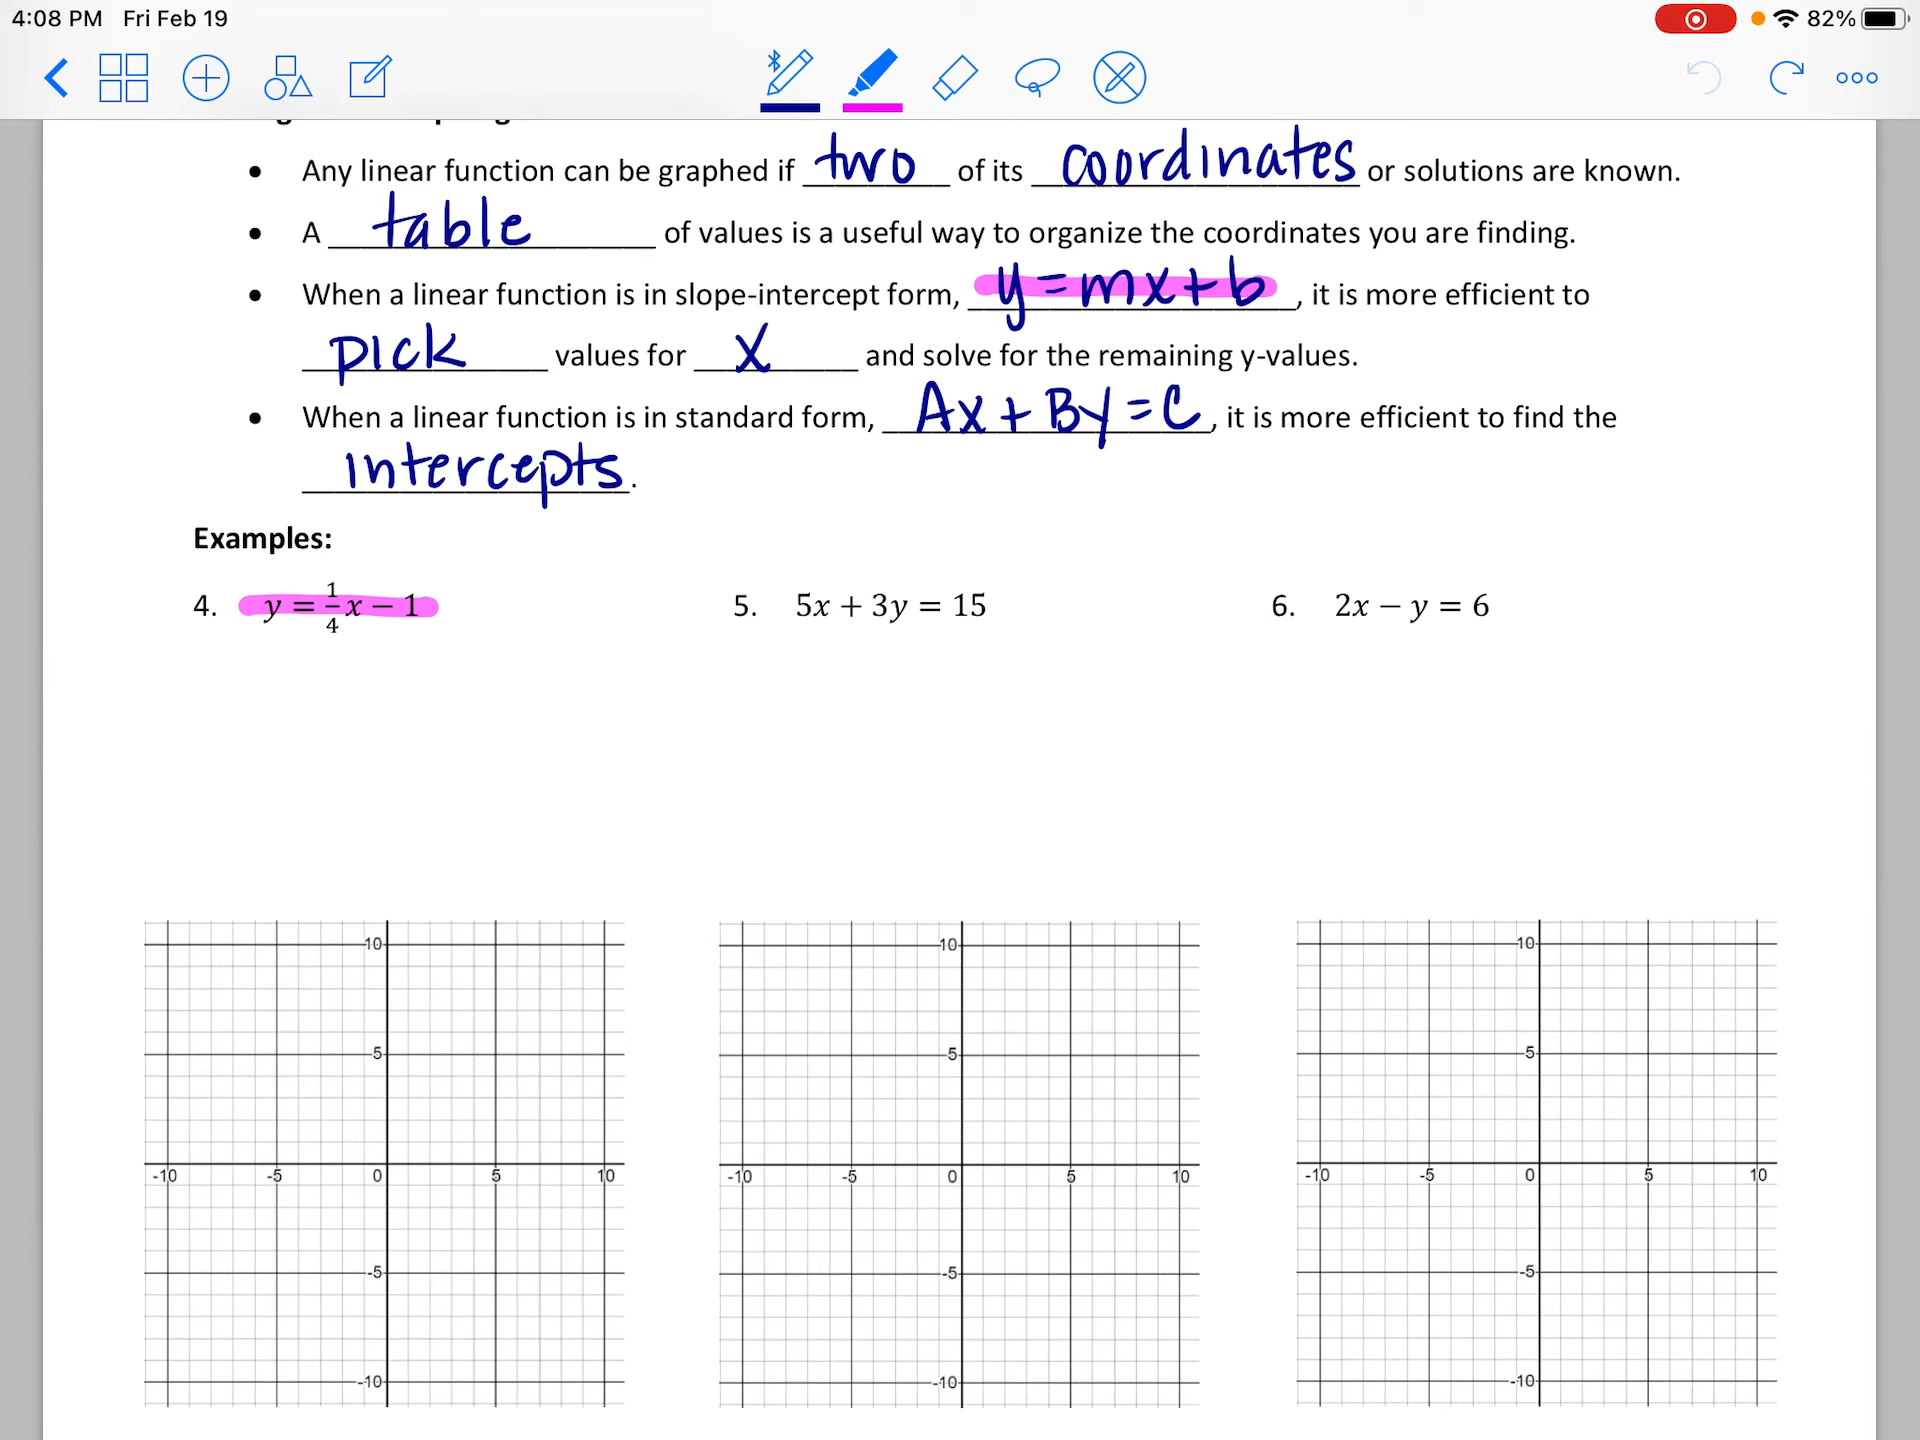 4:08 PM Fri Feb 19
82%
• Any linear function can be graphed if two of its coordinates or solutions are known.
• A table of values is a useful way to organize the coordinates you are finding.
• When a linear function is in slope-intercept form, y=mx+b, it is more efficient to
pick values for x and solve for the remaining y-values.
• When a linear function is in standard form, Ax+By=C, it is more efficient to find the
intercepts.
Examples:
4. y = 1/4 x − 1
5. 5x + 3y = 15
6. 2x − y = 6
10
5
-10 -5 0 5 10
-5
-10
10
5
-10 -5 0 5 10
-5
-10
10
5
-10 -5 0 5 10
-5
-10